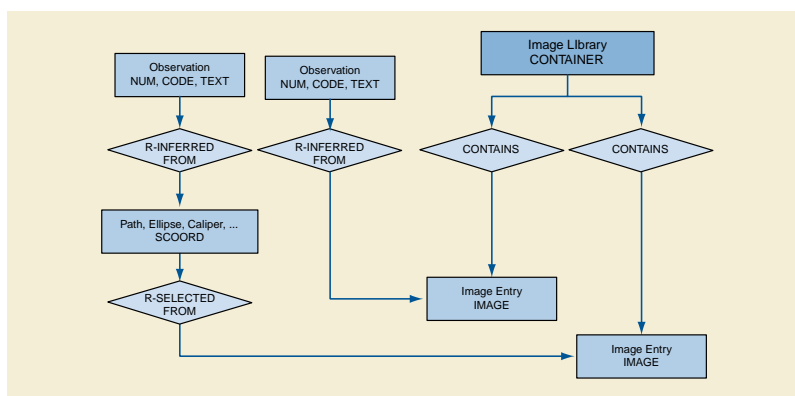 Image LIbrary
CONTAINER
Observation
NUM, CODE, TEXT
Observation
NUM, CODE, TEXT
R-INFERRED
FROM
R-INFERRED
FROM
CONTAINS
CONTAINS
Path, Ellipse, Caliper, ...
SCOORD
R-SELECTED
FROM
Image Entry
IMAGE
Image Entry
IMAGE